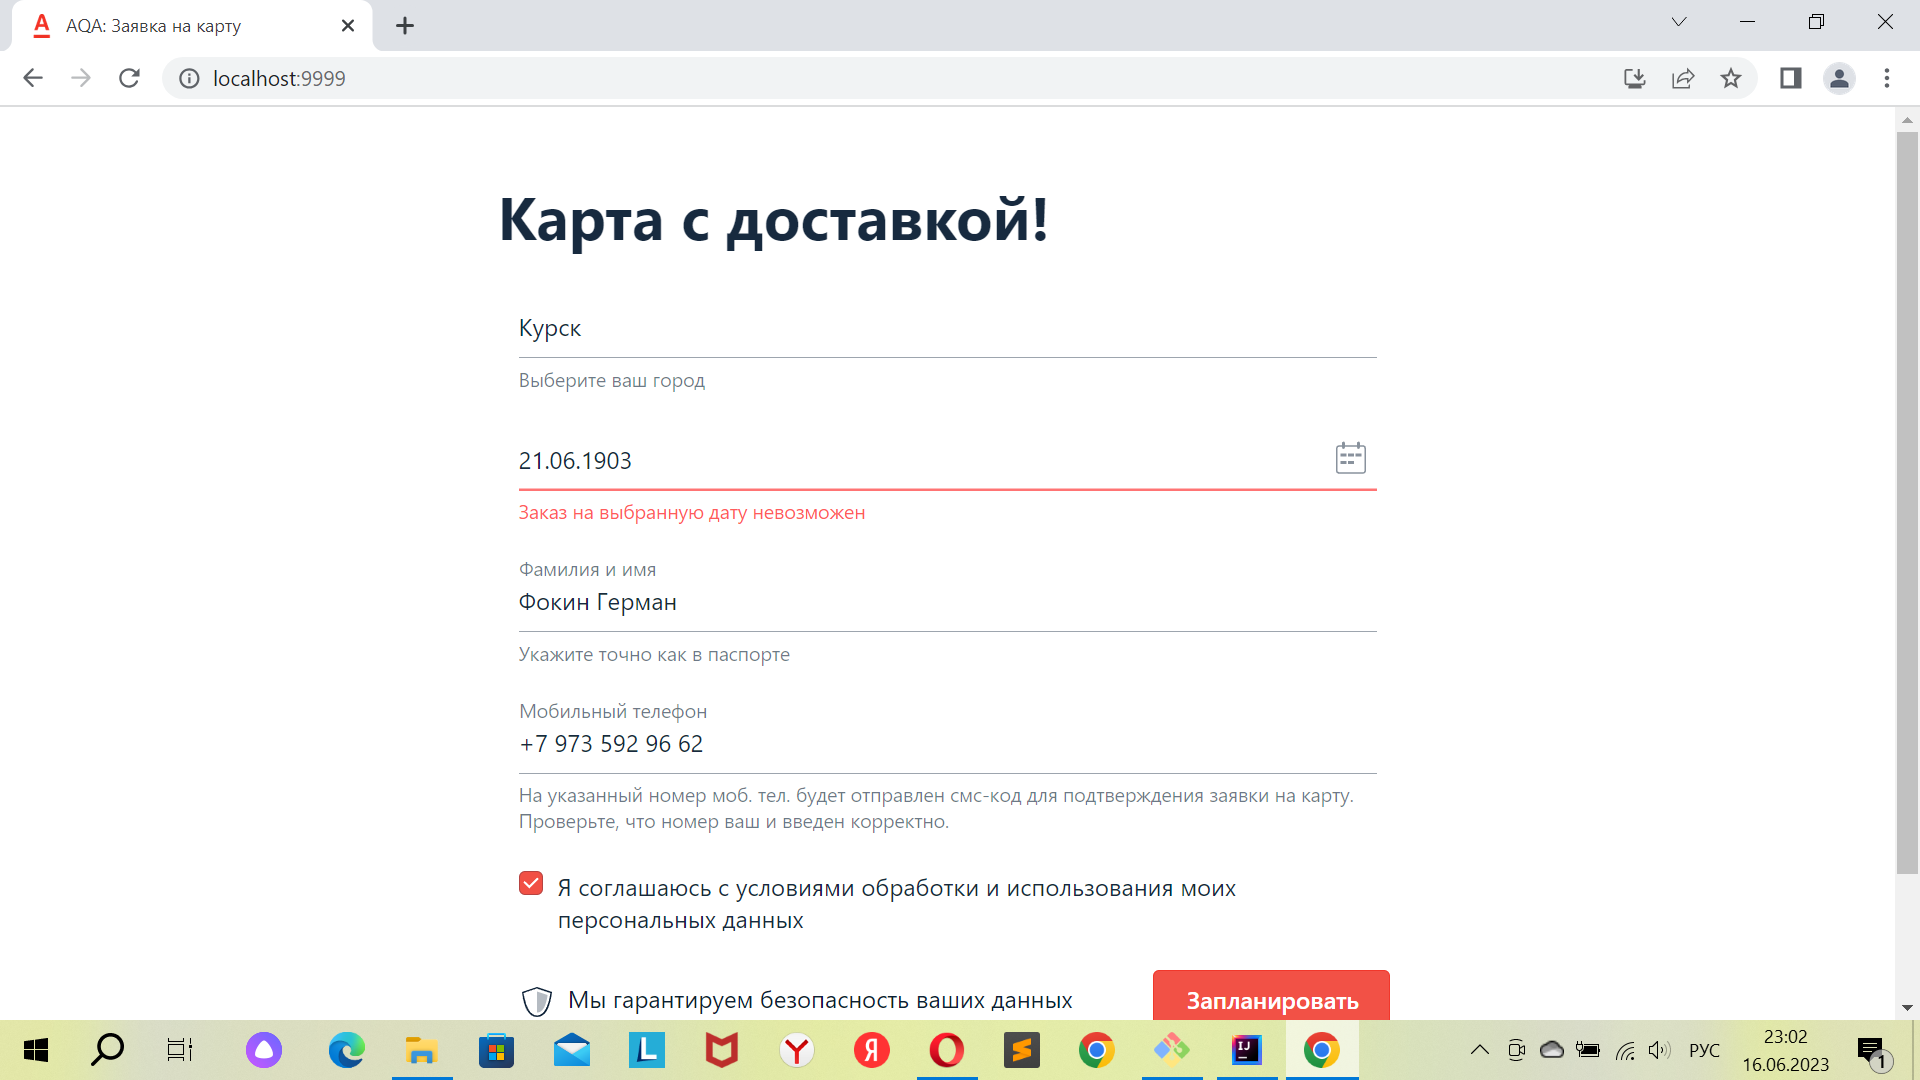 AQA: Заявка на карту
localhost:9999
Карта с доставкой!
Курск
Выберите ваш город
21.06.1903
Заказ на выбранную дату невозможен
Фамилия и имя
Фокин Герман
Укажите точно как в паспорте
Мобильный телефон
+7 973 592 96 62
На указанный номер моб. тел. будет отправлен смс-код для подтверждения заявки на карту.
Проверьте, что номер ваш и введен корректно.
Я соглашаюсь с условиями обработки и использования моих
персональных данных
Мы гарантируем безопасность ваших данных
Запланировать
L
Y
Я
S
IJ
РУС
23:02
16.06.2023
1